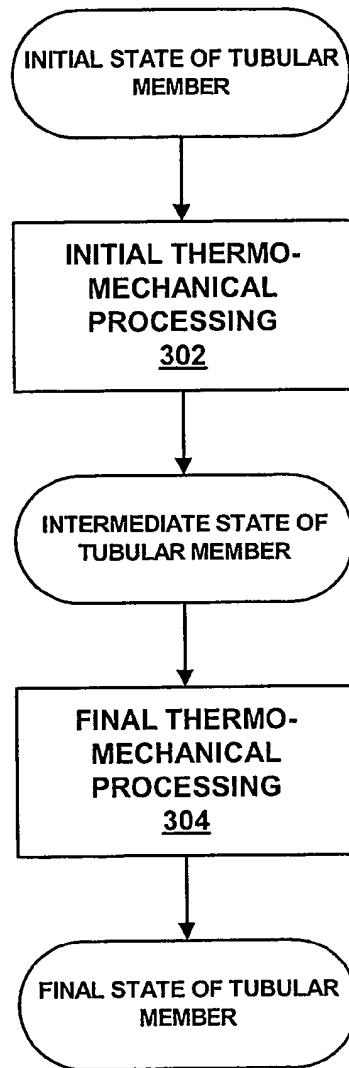 INITIAL STATE OF TUBULAR
MEMBER
INITIAL THERMO-
MECHANICAL
PROCESSING
302
INTERMEDIATE STATE OF
TUBULAR MEMBER
FINAL THERMO-
MECHANICAL
PROCESSING
304
FINAL STATE OF TUBULAR
MEMBER